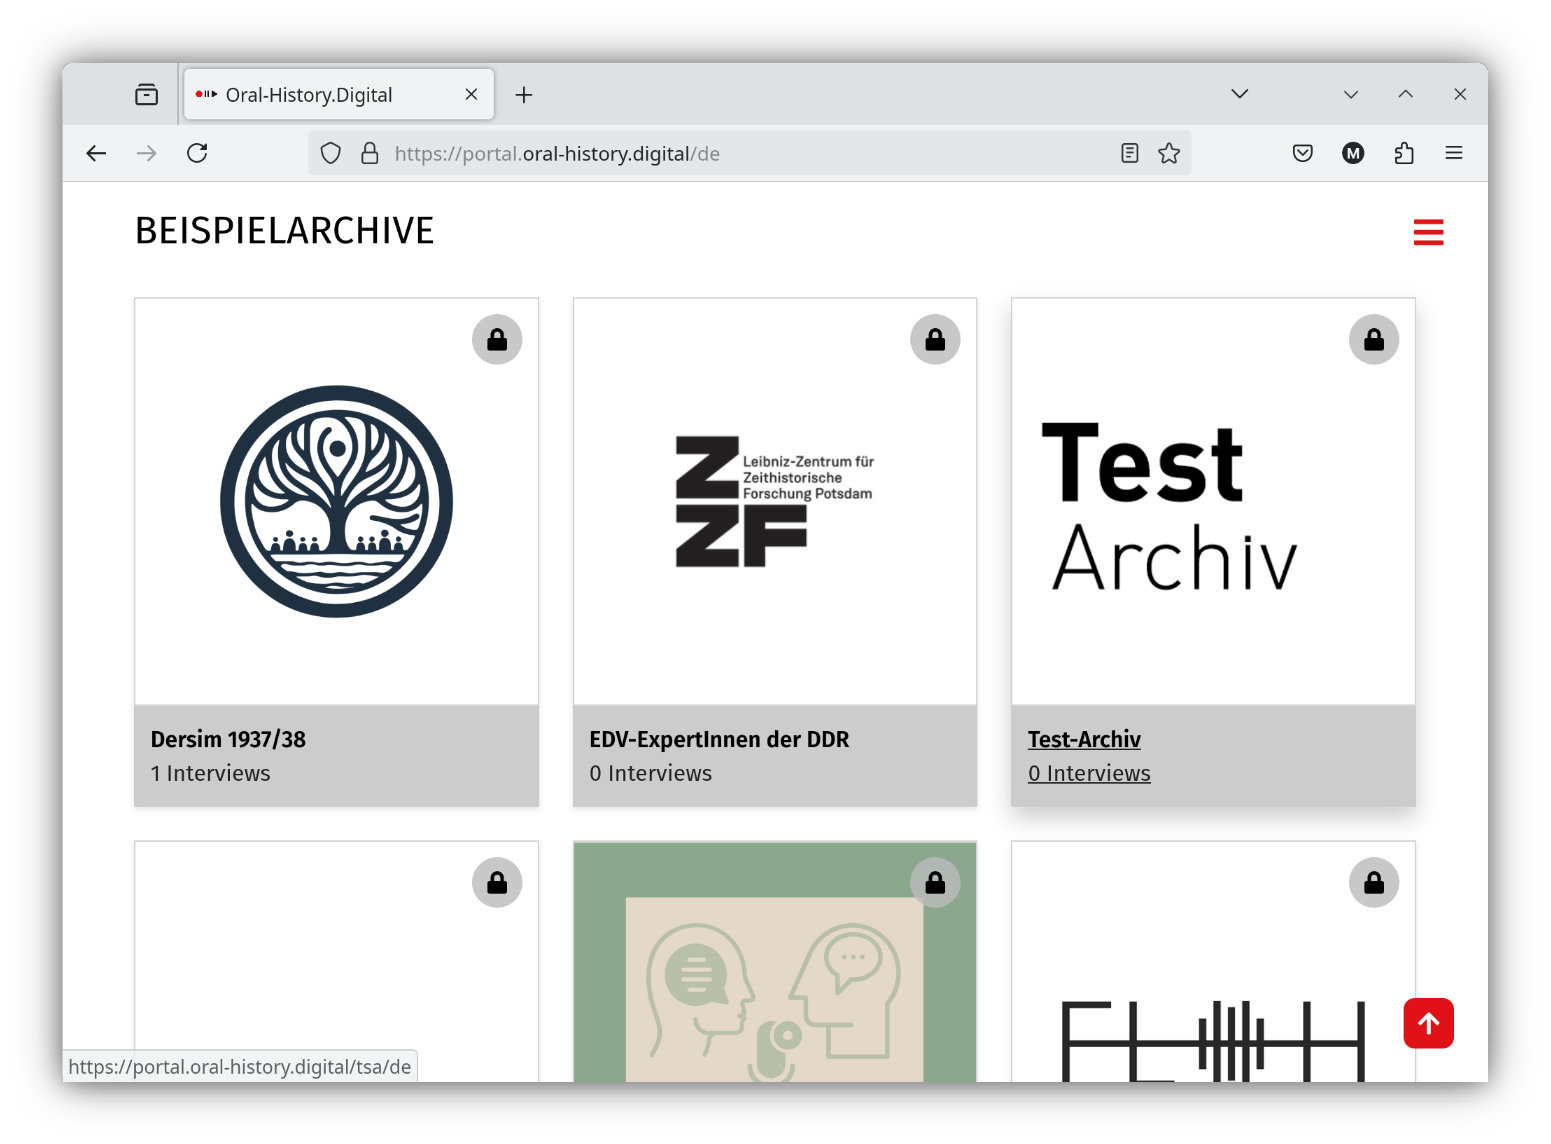 Oral-History.Digital
https://portal.oral-history.digital/de
M
BEISPIELARCHIVE
Leibniz-Zentrum für
Zeithistorische
Forschung Potsdam
ZZF
Test
Archiv
Dersim 1937/38
1 Interviews
EDV-ExpertInnen der DDR
0 Interviews
Test-Archiv
0 Interviews
https://portal.oral-history.digital/tsa/de